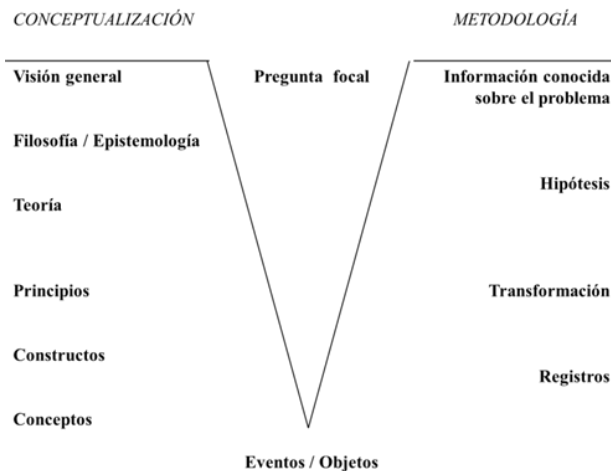 CONCEPTUALIZACIÓN
METODOLOGÍA
Visión general
Pregunta focal
Información conocida
sobre el problema
Filosofía / Epistemología
Hipótesis
Teoría
Principios
Transformación
Constructos
Registros
Conceptos
Eventos / Objetos